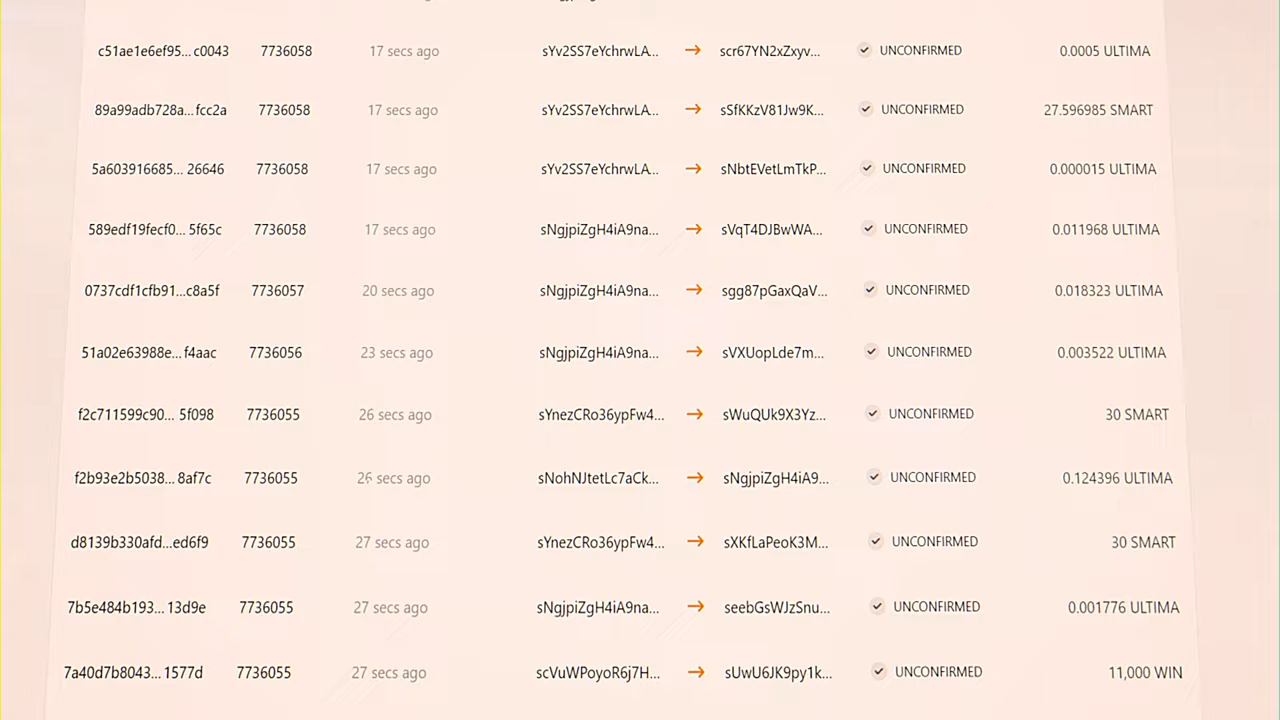 c51ae1e6ef95... c0043 7736058 17 secs ago sYv2SS7eYchrwLA... → scr67YN2xZxyv... UNCONFIRMED 0.0005 ULTIMA
89a99adb728a... fcc2a 7736058 17 secs ago sYv2SS7eYchrwLA... → sSfKKzV81Jw9K... UNCONFIRMED 27.596985 SMART
5a603916685... 26646 7736058 17 secs ago sYv2SS7eYchrwLA... → sNbtEVetLmTkP... UNCONFIRMED 0.000015 ULTIMA
589edf19fecf0... 5f65c 7736058 17 secs ago sNgjpiZgH4iA9na... → sVqT4DJBwWA... UNCONFIRMED 0.011968 ULTIMA
0737cdf1cfb91...c8a5f 7736057 20 secs ago sNgjpiZgH4iA9na... → sgg87pGaxQaV... UNCONFIRMED 0.018323 ULTIMA
51a02e63988e... f4aac 7736056 23 secs ago sNgjpiZgH4iA9na... → sVXUopLde7m... UNCONFIRMED 0.003522 ULTIMA
f2c711599c90... 5f098 7736055 26 secs ago sYnezCRo36ypFw4... → sWuQUk9X3Yz... UNCONFIRMED 30 SMART
f2b93e2b5038... 8af7c 7736055 26 secs ago sNohNJtetLc7aCk... → sNgjpiZgH4iA9... UNCONFIRMED 0.124396 ULTIMA
d8139b330afd...ed6f9 7736055 27 secs ago sYnezCRo36ypFw4... → sXKfLaPeoK3M... UNCONFIRMED 30 SMART
7b5e484b193... 13d9e 7736055 27 secs ago sNgjpiZgH4iA9na... → seebGsWJzSnu... UNCONFIRMED 0.001776 ULTIMA
7a40d7b8043... 1577d 7736055 27 secs ago scVuWPoyoR6j7H... → sUwU6JK9py1k... UNCONFIRMED 11,000 WIN